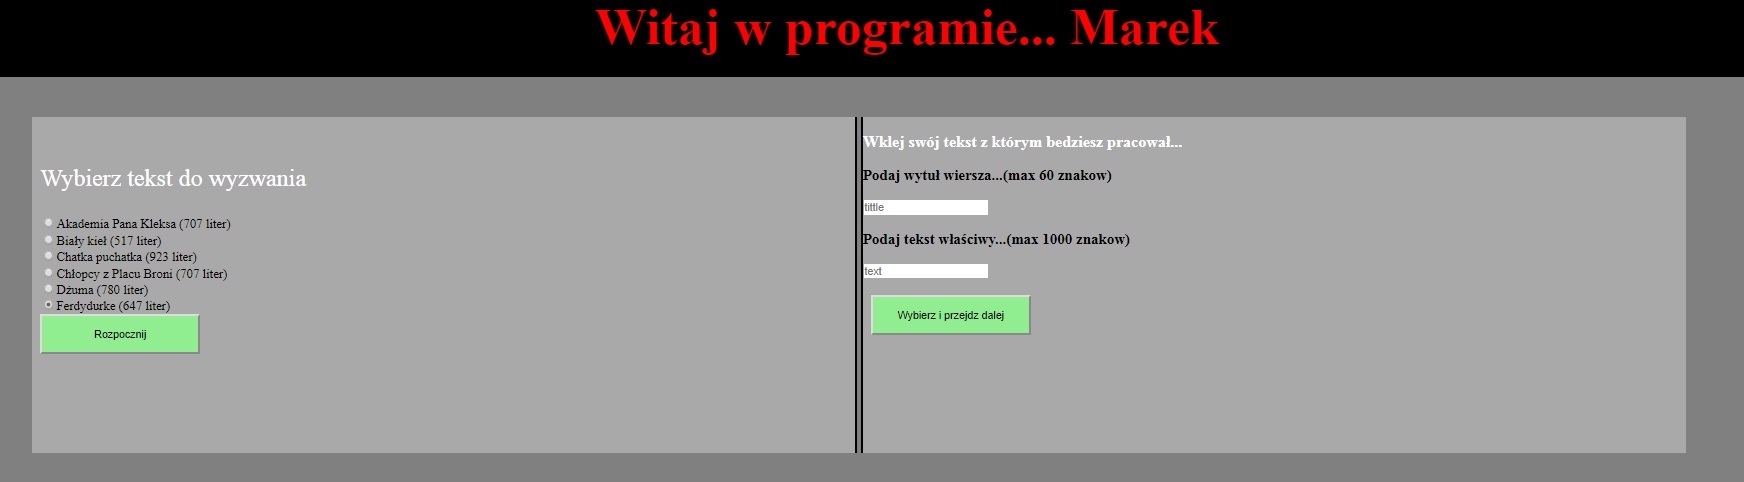 Witaj w programie... Marek
Wybierz tekst do wyzwania
Akademia Pana Kleksa (707 liter)
Biały kieł (517 liter)
Chatka puchatka (923 liter)
Chłopcy z Placu Broni (707 liter)
Dżuma (780 liter)
Ferdydurke (647 liter)
Rozpocznij
Wklej swój tekst z którym bedziesz pracował...
Podaj wytuł wiersza...(max 60 znakow)
tittle
Podaj tekst właściwy...(max 1000 znakow)
text
Wybierz i przejdz dalej